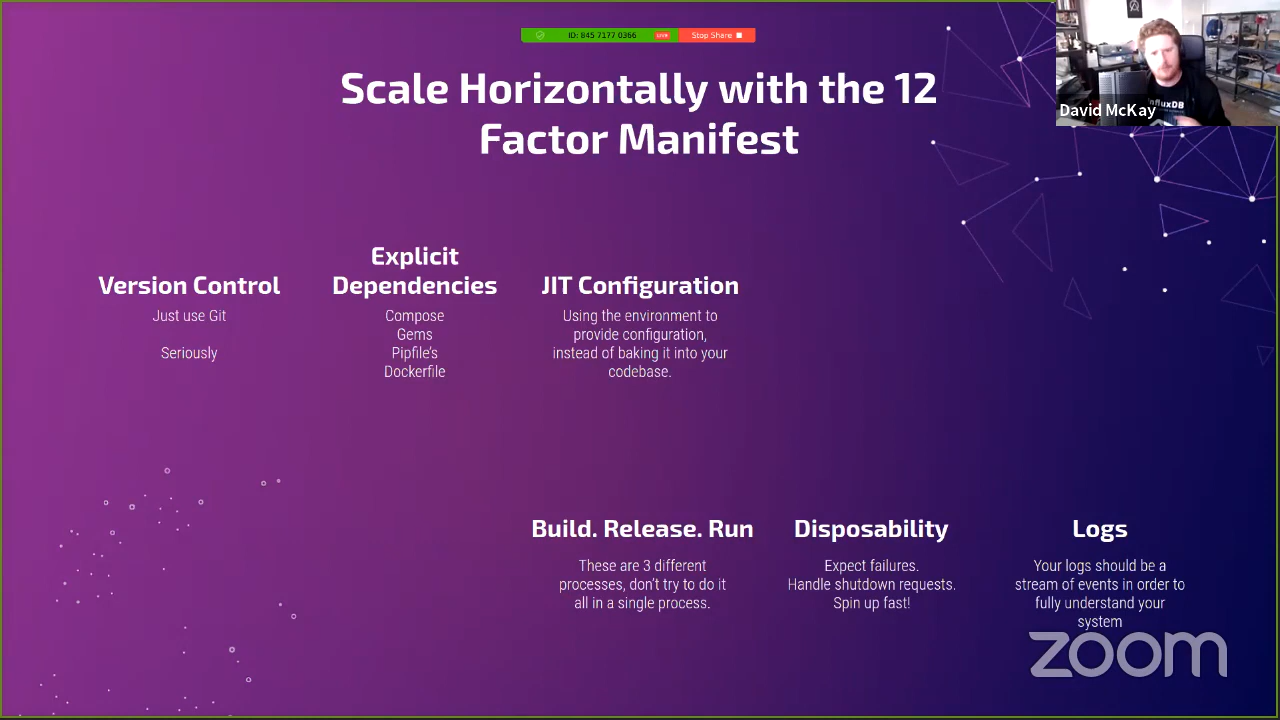 ID: 845 7177 0366 LIVE Stop Share
Scale Horizontally with the 12
Factor Manifest
David McKay
nfluxDB
Version Control
Just use Git
Seriously
Explicit
Dependencies
Compose
Gems
Pipfile's
Dockerfile
JIT Configuration
Using the environment to
provide configuration,
instead of baking it into your
codebase.
Build. Release. Run
These are 3 different
processes, don't try to do it
all in a single process.
Disposability
Expect failures.
Handle shutdown requests.
Spin up fast!
Logs
Your logs should be a
stream of events in order to
fully understand your
system
zoom